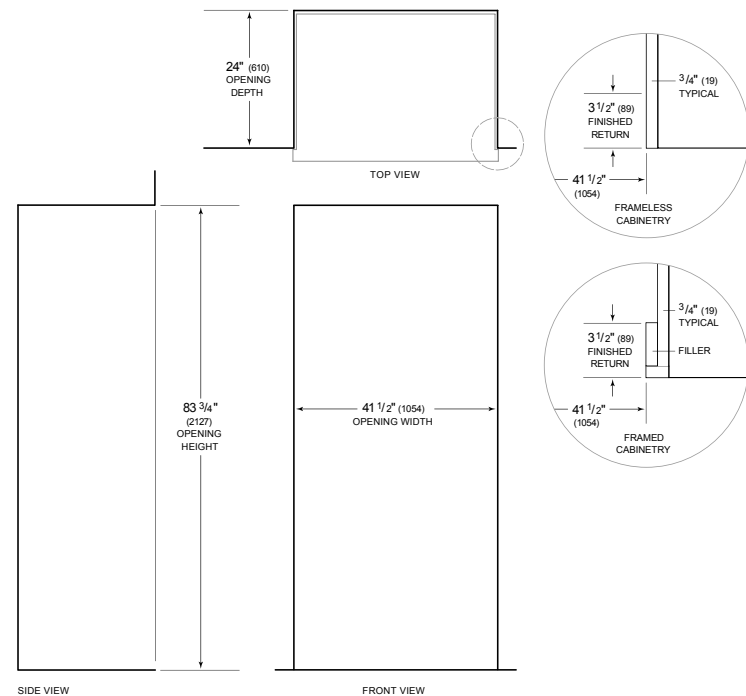 24" (610)
OPENING
DEPTH
TOP VIEW
3/4" (19)
TYPICAL
3 1/2" (89)
FINISHED
RETURN
41 1/2"
(1054)
FRAMELESS
CABINETRY
3/4" (19)
TYPICAL
3 1/2" (89)
FINISHED
RETURN
FILLER
41 1/2"
(1054)
FRAMED
CABINETRY
83 3/4"
(2127)
OPENING
HEIGHT
41 1/2" (1054)
OPENING WIDTH
SIDE VIEW
FRONT VIEW